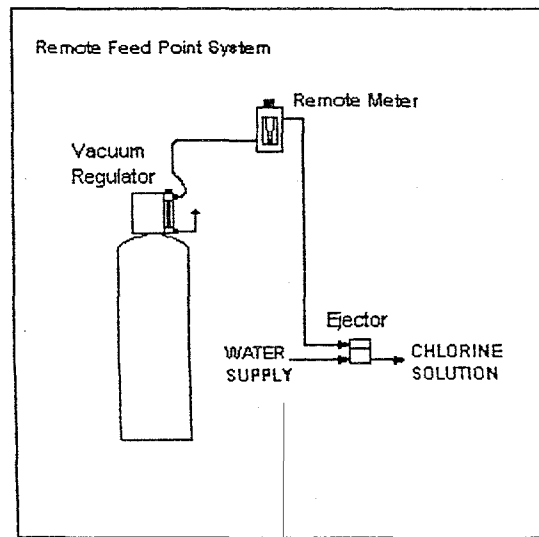 Remote Feed Point System
Remote Meter
Vacuum
Regulator
Ejector
WATER
SUPPLY
CHLORINE
SOLUTION